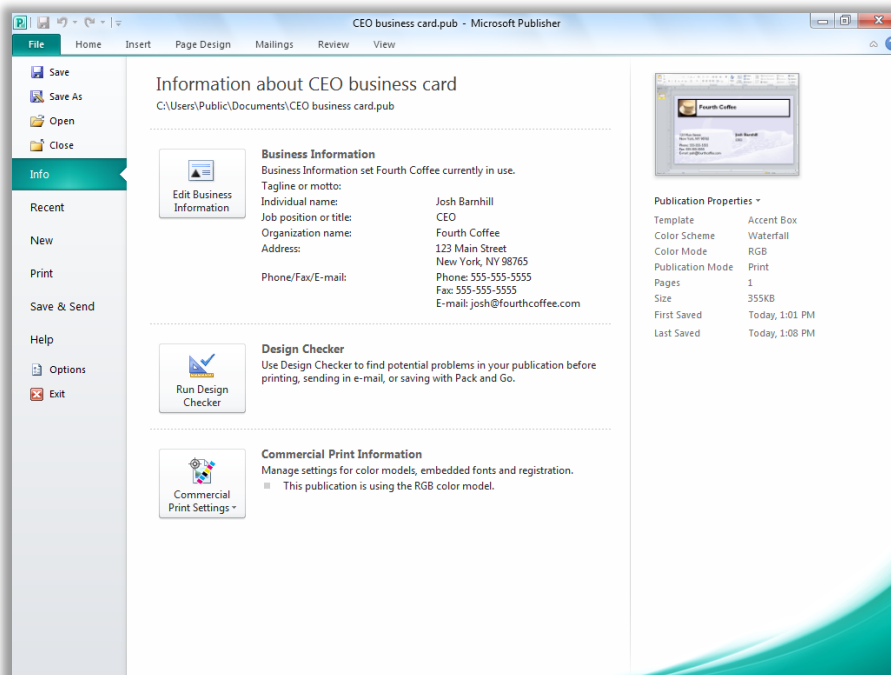 CEO business card.pub - Microsoft Publisher
File Home Insert Page Design Mailings Review View
Save
Save As
Open
Close
Info
Recent
New
Print
Save & Send
Help
Options
Exit
Information about CEO business card
C:\Users\Public\Documents\CEO business card.pub
Edit Business
Information
Business Information
Business Information set Fourth Coffee currently in use.
Tagline or motto:
Individual name: Josh Barnhill
Job position or title: CEO
Organization name: Fourth Coffee
Address: 123 Main Street
New York, NY 98765
Phone/Fax/E-mail: Phone: 555-555-5555
Fax: 555-555-5555
E-mail: josh@fourthcoffee.com
Run Design
Checker
Design Checker
Use Design Checker to find potential problems in your publication before
printing, sending in e-mail, or saving with Pack and Go.
Commercial
Print Settings
Commercial Print Information
Manage settings for color models, embedded fonts and registration.
This publication is using the RGB color model.
Fourth Coffee
Publication Properties
Template Accent Box
Color Scheme Waterfall
Color Mode RGB
Publication Mode Print
Pages 1
Size 355KB
First Saved Today, 1:01 PM
Last Saved Today, 1:08 PM